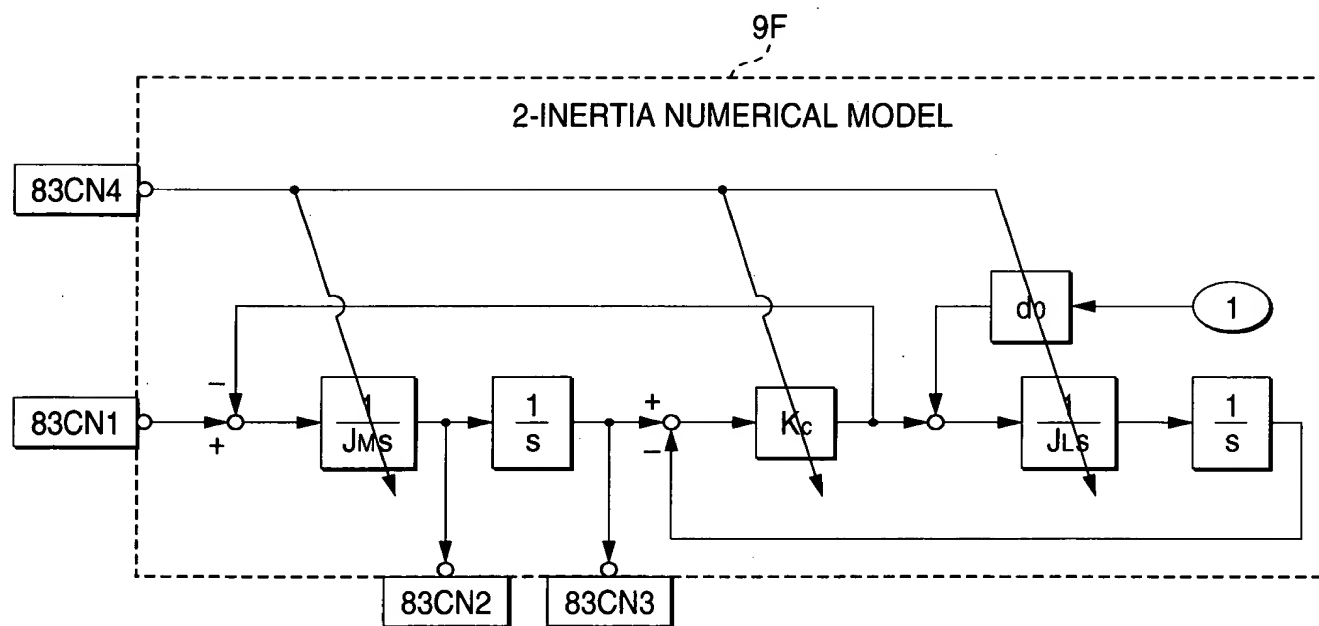 9F
2-INERTIA NUMERICAL MODEL
83CN4
d0
1
−
+
83CN1
1
JMs
1
s
+
−
Kc
1
JLs
1
s
83CN2
83CN3